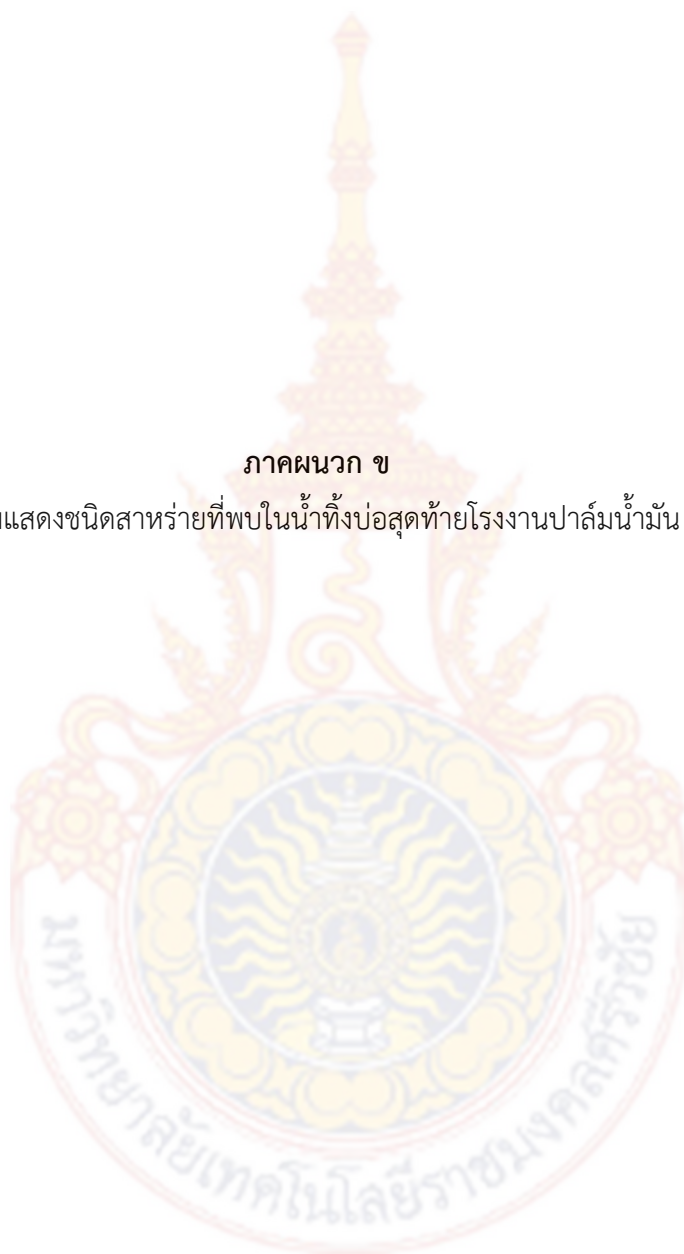 ภาคผนวก ข
แสดงชนิดสาหร่ายที่พบในน้ำทิ้งบ่อสุดท้ายโรงงานปาล์มน้ำมัน
มหาวิทยาลัยเทคโนโลยีราชมงคลศรีวิชัย